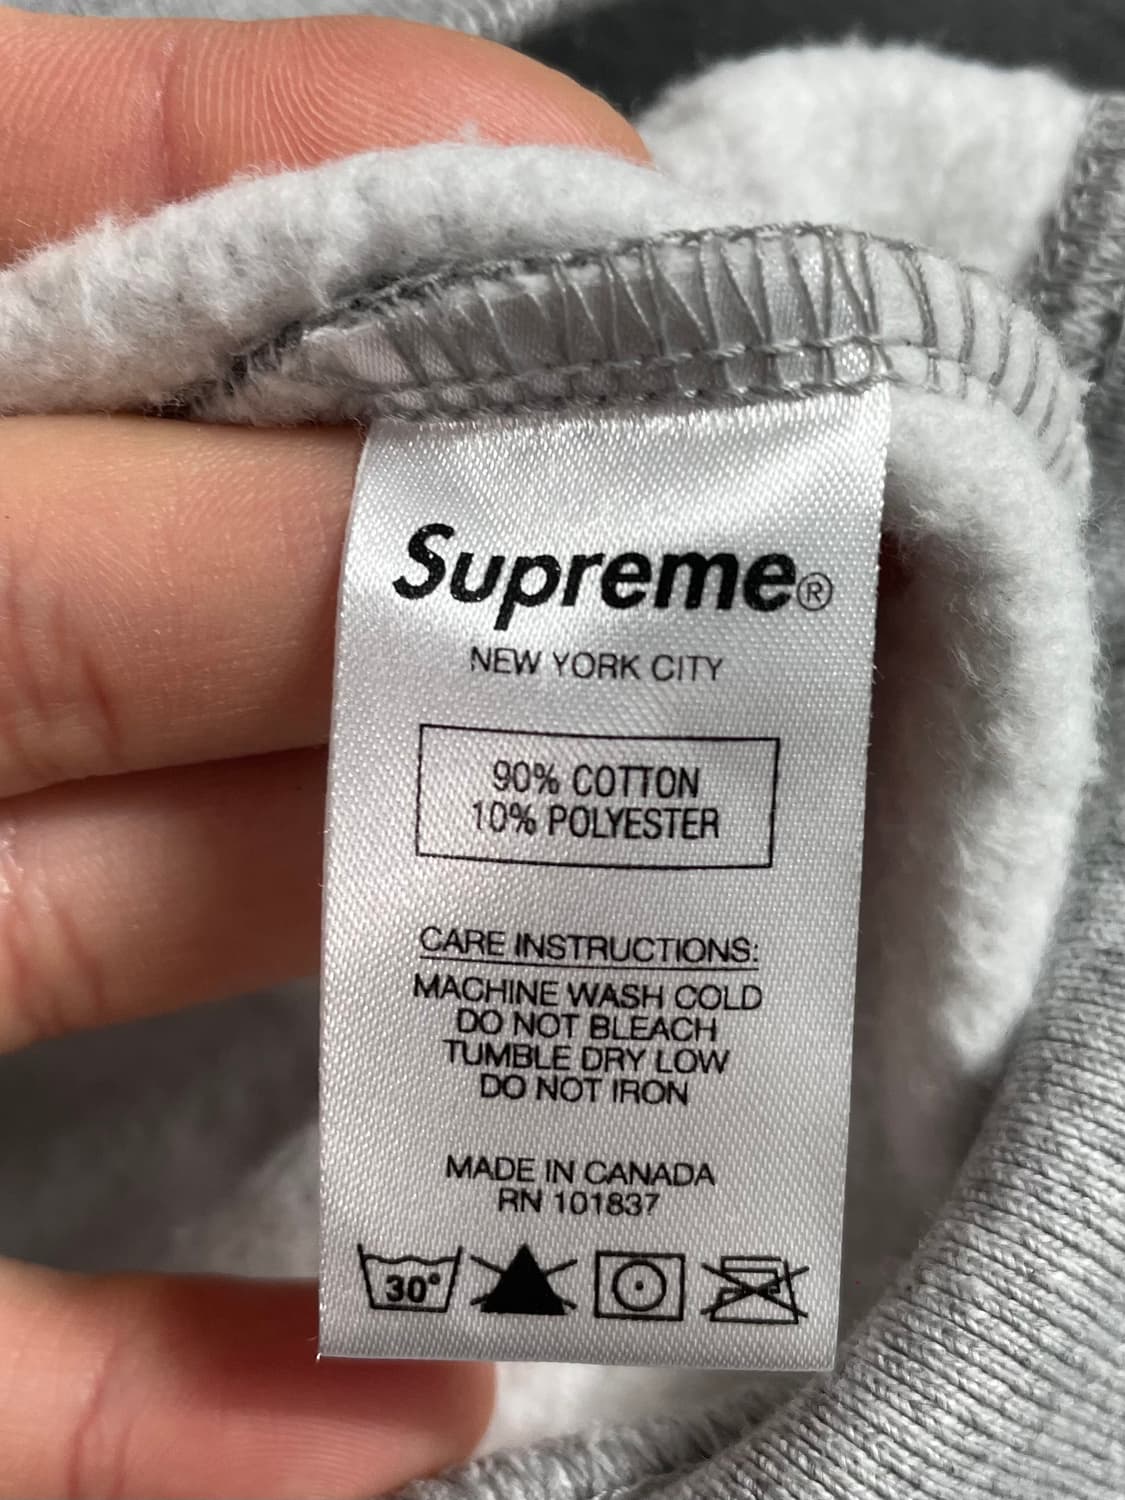 Supreme®
NEW YORK CITY
90% COTTON
10% POLYESTER
CARE INSTRUCTIONS:
MACHINE WASH COLD
DO NOT BLEACH
TUMBLE DRY LOW
DO NOT IRON
MADE IN CANADA
RN 101837
30°